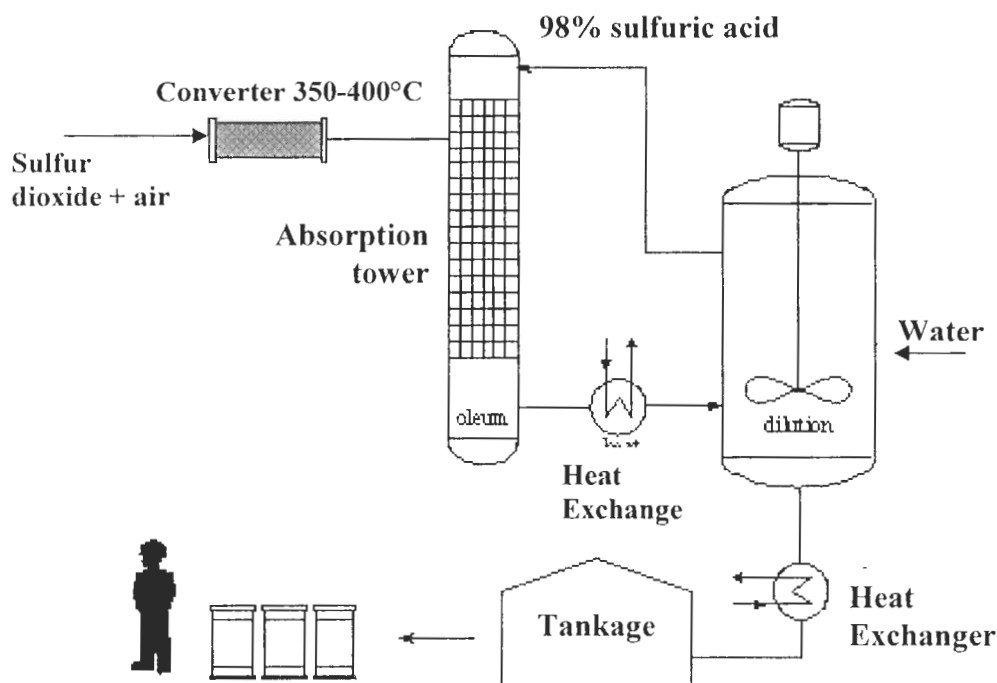 98% sulfuric acid
Converter 350-400°C
Sulfur
dioxide + air
Absorption
tower
Water
oleum
dilution
Heat
Exchange
Heat
Exchanger
Tankage